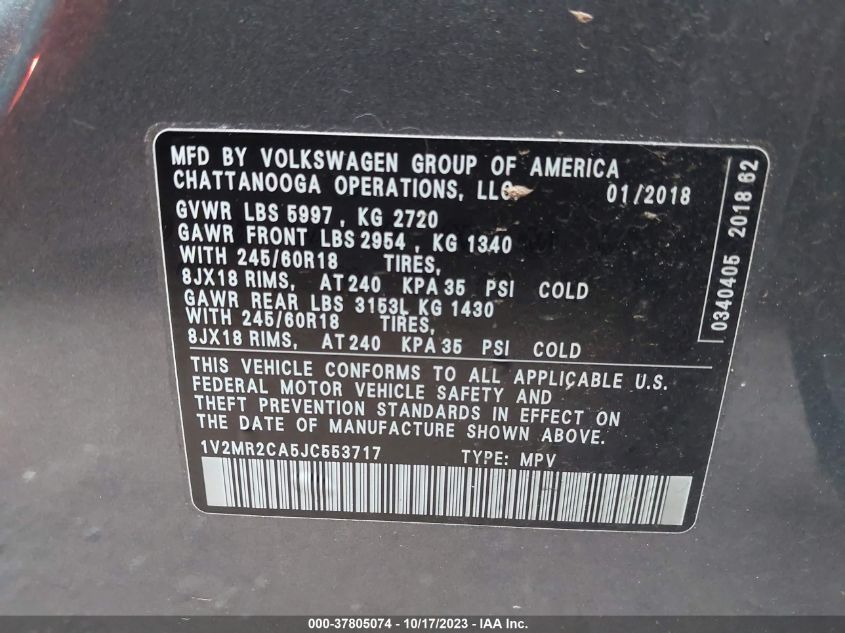 MFD BY VOLKSWAGEN GROUP OF AMERICA
CHATTANOOGA OPERATIONS, LLC 01/2018
GVWR LBS 5997, KG 2720
GAWR FRONT LBS 2954, KG 1340
WITH 245/60R18 TIRES,
8JX18 RIMS, AT 240 KPA 35 PSI COLD
GAWR REAR LBS 3153L KG 1430
WITH 245/60R18 TIRES,
8JX18 RIMS, AT 240 KPA 35 PSI COLD
THIS VEHICLE CONFORMS TO ALL APPLICABLE U.S.
FEDERAL MOTOR VEHICLE SAFETY AND
THEFT PREVENTION STANDARDS IN EFFECT ON
THE DATE OF MANUFACTURE SHOWN ABOVE.
1V2MR2CA5JC553717 TYPE: MPV
0340405 2018 62
000-37805074 - 10/17/2023 -